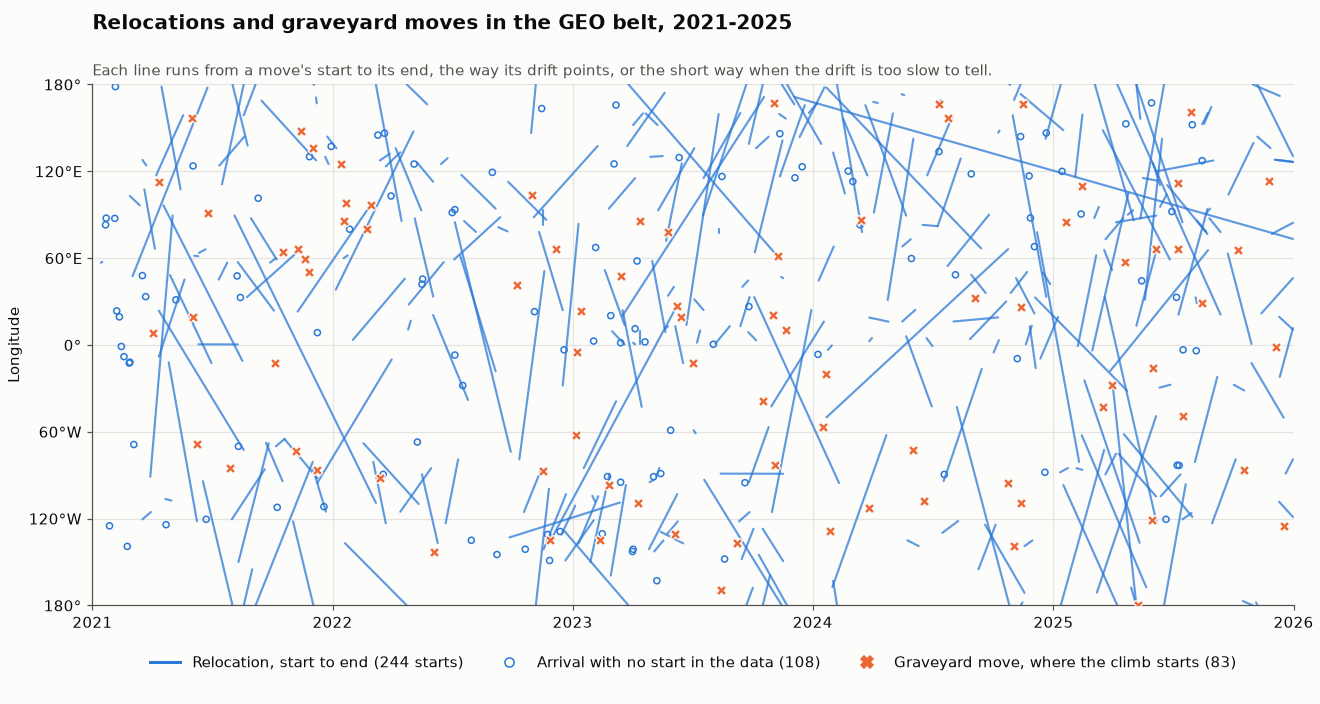 Relocations and graveyard moves in the GEO belt, 2021-2025
Each line runs from a move's start to its end, the way its drift points, or the short way when the drift is too slow to tell.
180°
120°E
60°E
0°
60°W
120°W
180°
Longitude
2021
2022
2023
2024
2025
2026
Relocation, start to end (244 starts)
Arrival with no start in the data (108)
Graveyard move, where the climb starts (83)